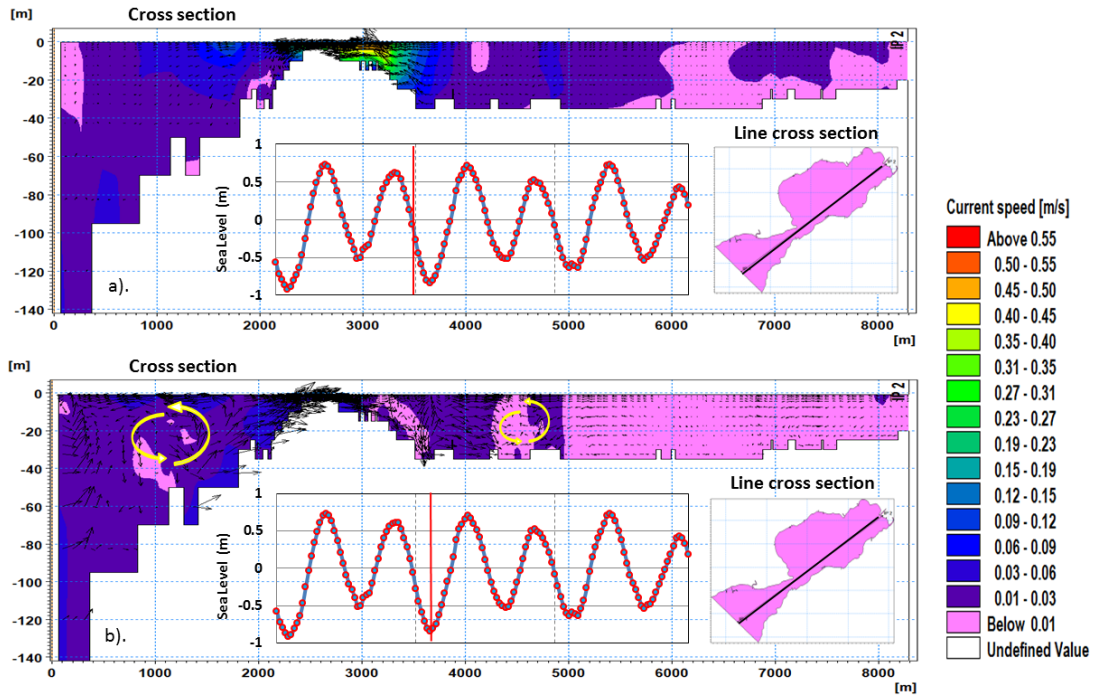 [m]
Cross section
0
-20
-40
-60
-80
-100
-120
-140
IP 2
Line cross section
Sea Level (m)
1
0.5
0
-0.5
-1
a).
0 1000 2000 3000 4000 5000 6000 7000 8000
[m]
[m]
Cross section
0
-20
-40
-60
-80
-100
-120
-140
IP 2
Line cross section
Sea Level (m)
1
0.5
0
-0.5
-1
b).
0 1000 2000 3000 4000 5000 6000 7000 8000
[m]
Current speed [m/s]
Above 0.55
0.50 - 0.55
0.45 - 0.50
0.40 - 0.45
0.35 - 0.40
0.31 - 0.35
0.27 - 0.31
0.23 - 0.27
0.19 - 0.23
0.15 - 0.19
0.12 - 0.15
0.09 - 0.12
0.06 - 0.09
0.03 - 0.06
0.01 - 0.03
Below 0.01
Undefined Value